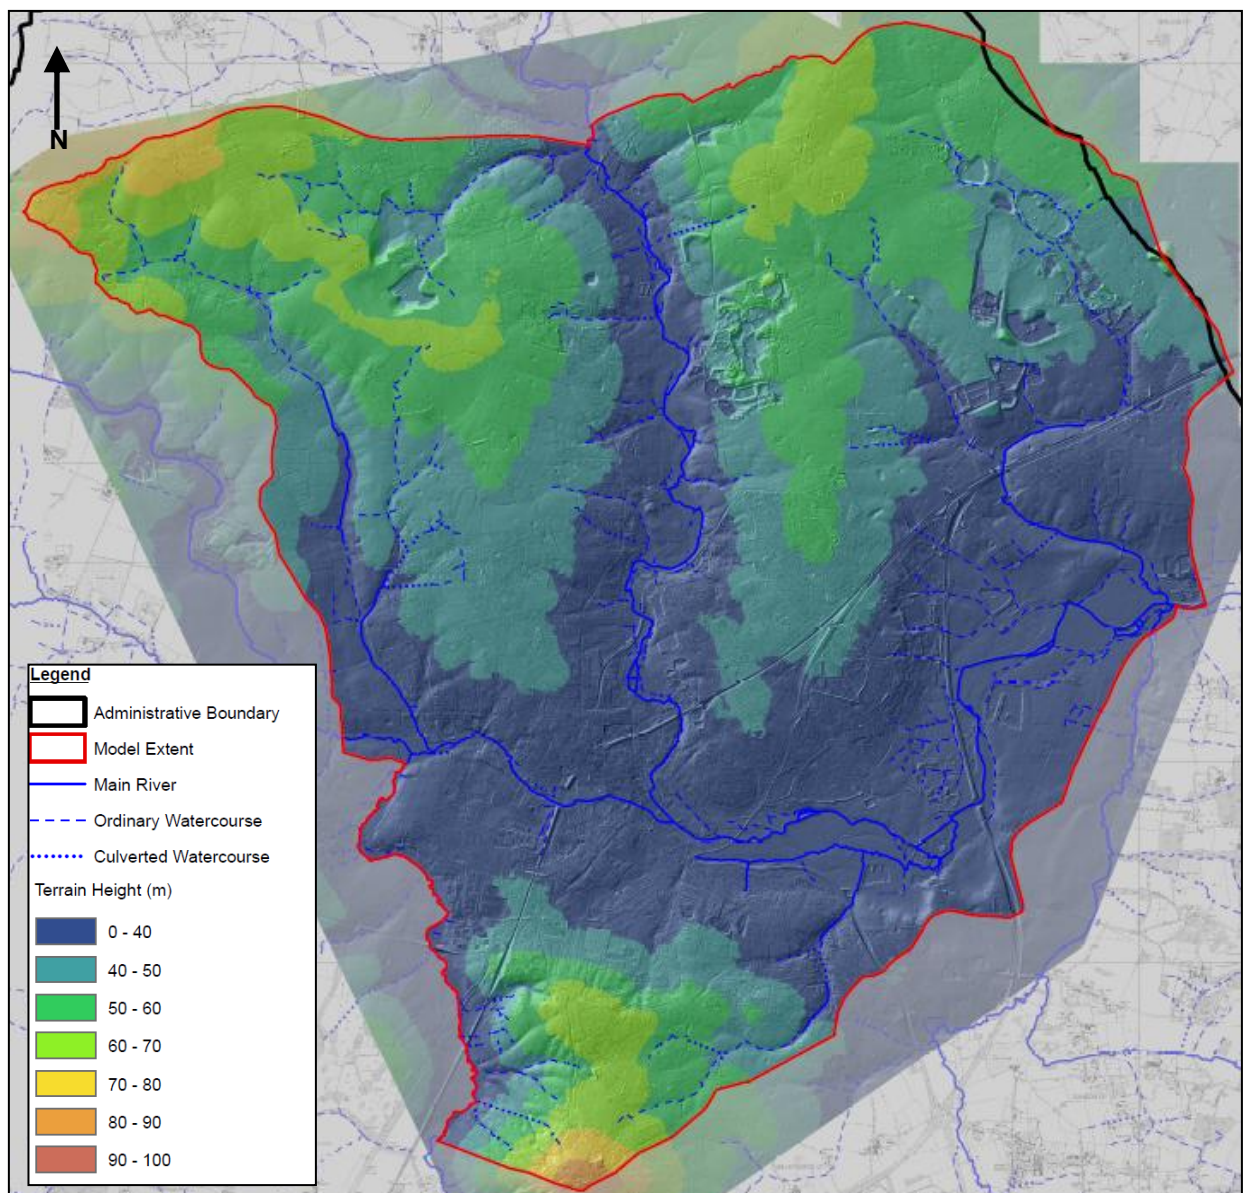 N
Legend
Administrative Boundary
Model Extent
Main River
Ordinary Watercourse
Culverted Watercourse
Terrain Height (m)
0 - 40
40 - 50
50 - 60
60 - 70
70 - 80
80 - 90
90 - 100